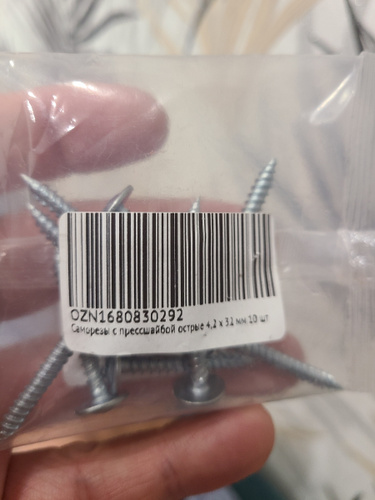 OZN1680830292
Саморезы с прессшайбой острые 4,2 x 32 мм 10 шт